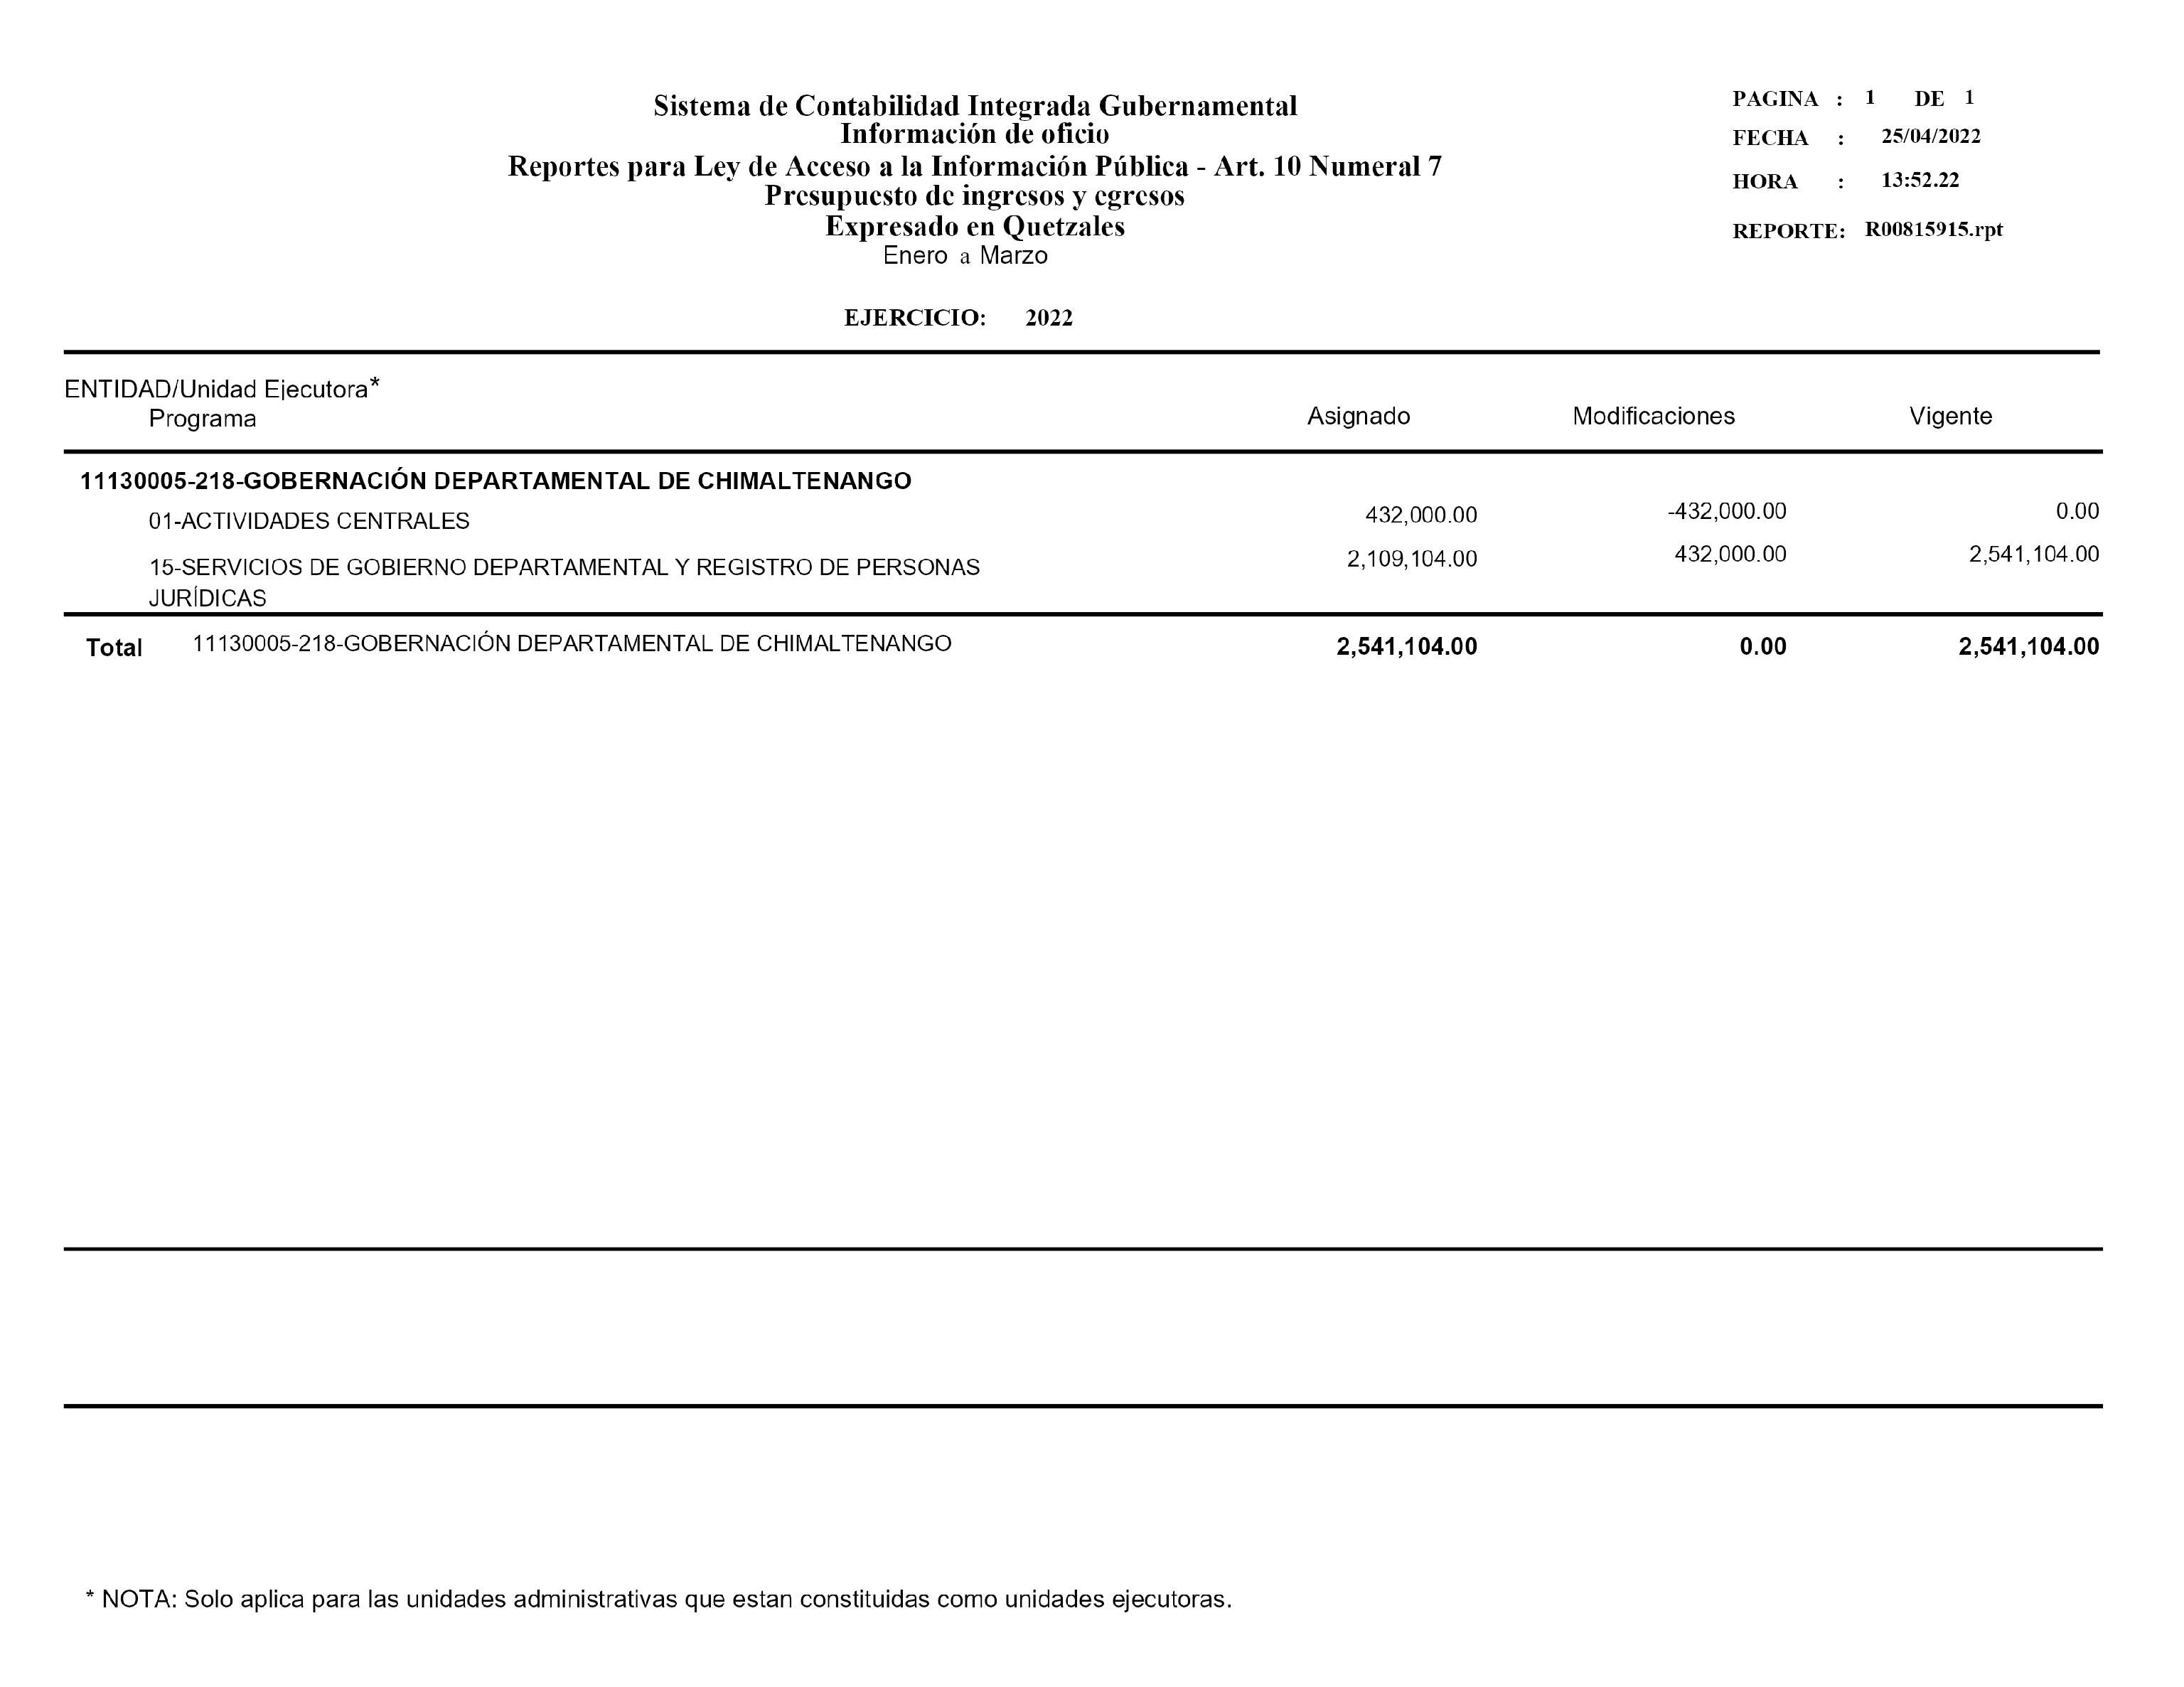 Sistema de Contabilidad Integrada Gubernamental
Información de oficio
Reportes para Ley de Acceso a la Información Pública - Art. 10 Numeral 7
Presupuesto de ingresos y egresos
Expresado en Quetzales
Enero a Marzo
EJERCICIO: 2022
PAGINA : 1 DE 1
FECHA : 25/04/2022
HORA : 13:52.22
REPORTE: R00815915.rpt
ENTIDAD/Unidad Ejecutora*
Programa Asignado Modificaciones Vigente
11130005-218-GOBERNACIÓN DEPARTAMENTAL DE CHIMALTENANGO
01-ACTIVIDADES CENTRALES 432,000.00 -432,000.00 0.00
15-SERVICIOS DE GOBIERNO DEPARTAMENTAL Y REGISTRO DE PERSONAS 2,109,104.00 432,000.00 2,541,104.00
JURÍDICAS
Total 11130005-218-GOBERNACIÓN DEPARTAMENTAL DE CHIMALTENANGO 2,541,104.00 0.00 2,541,104.00
* NOTA: Solo aplica para las unidades administrativas que estan constituidas como unidades ejecutoras.